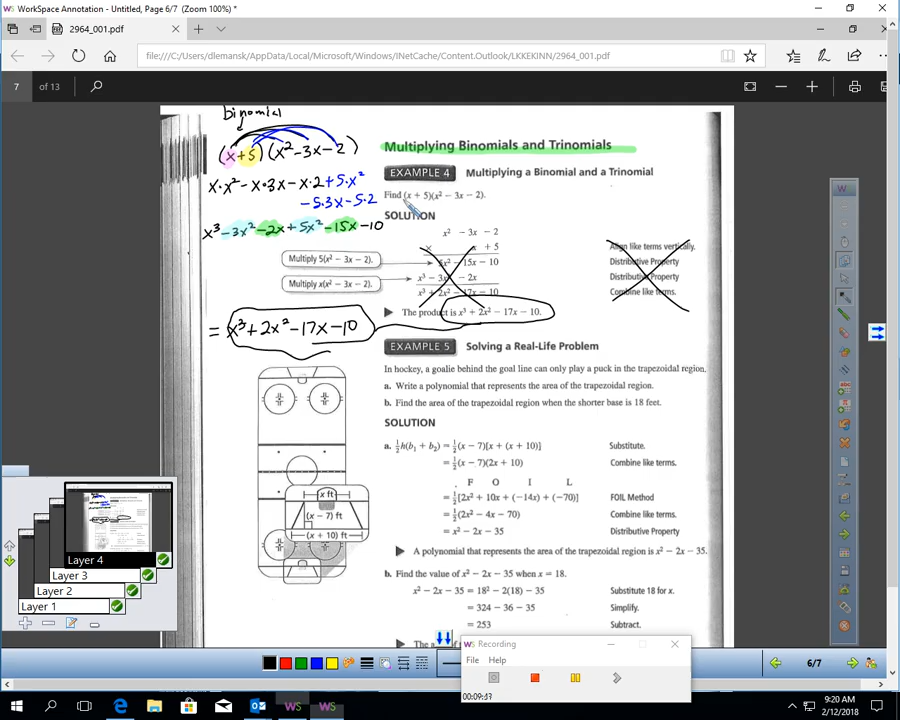 WorkSpace Annotation, Page 6/7 (Zoom 100%) *
2964_001.pdf
file:///C:/Users/dlemansk/AppData/Local/Microsoft/Windows/INetCache/Content.Outlook/LKKEKINN/2964_001.pdf
7 of 13
binomial
(x+5)(x²-3x-2)
x•x²-x•3x-x•2+5•x²
-5•3x-5•2
x³-3x²-2x+5x²-15x-10
= x³+2x²-17x-10
Multiplying Binomials and Trinomials
EXAMPLE 4 Multiplying a Binomial and a Trinomial
Find (x + 5)(x² − 3x − 2).
SOLUTION
x² − 3x − 2
× x + 5 Align like terms vertically.
Multiply 5(x² − 3x − 2). 5x² − 15x − 10 Distributive Property
Multiply x(x² − 3x − 2). x³ − 3x² − 2x Distributive Property
x³ + 2x² − 17x − 10 Combine like terms.
The product is x³ + 2x² − 17x − 10.
EXAMPLE 5 Solving a Real-Life Problem
In hockey, a goalie behind the goal line can only play a puck in the trapezoidal region.
a. Write a polynomial that represents the area of the trapezoidal region.
b. Find the area of the trapezoidal region when the shorter base is 18 feet.
SOLUTION
a. ½h(b₁ + b₂) = ½(x − 7)[x + (x + 10)] Substitute.
= ½(x − 7)(2x + 10) Combine like terms.
F O I L
= ½[2x² + 10x + (−14x) + (−70)] FOIL Method
= ½(2x² − 4x − 70) Combine like terms.
= x² − 2x − 35 Distributive Property
A polynomial that represents the area of the trapezoidal region is x² − 2x − 35.
b. Find the value of x² − 2x − 35 when x = 18.
x² − 2x − 35 = 18² − 2(18) − 35 Substitute 18 for x.
= 324 − 36 − 35 Simplify.
= 253 Subtract.
x ft
(x − 7) ft
(x + 10) ft
Layer 4
Layer 3
Layer 2
Layer 1
Recording
File Help
6/7
9:20 AM
2/12/2018